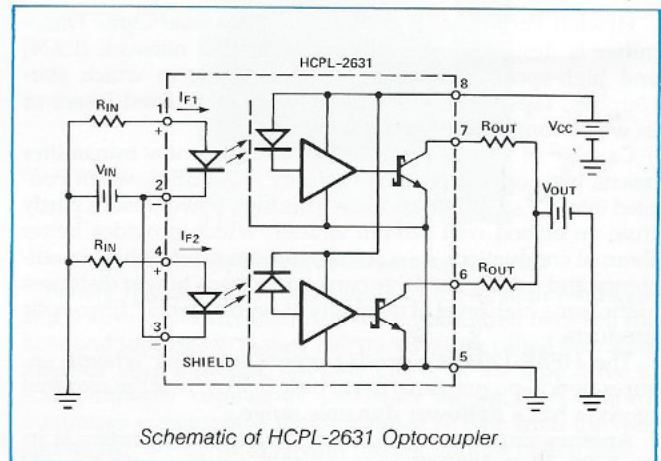 HCPL-2631
8
RIN
1
IF1
+
7
ROUT
VCC
VIN
2
−
VOUT
RIN
4
IF2
+
6
ROUT
3
−
5
SHIELD
Schematic of HCPL-2631 Optocoupler.